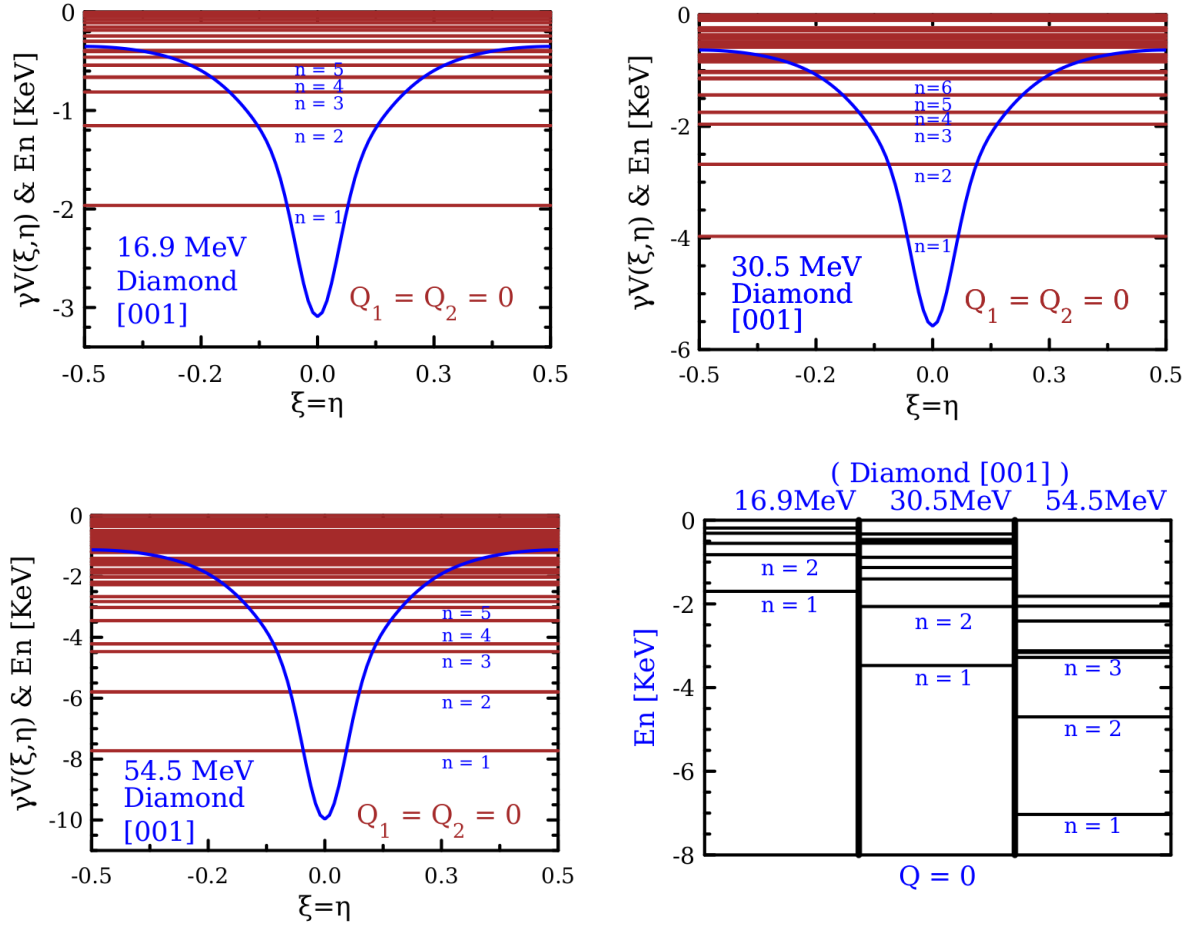 γV(ξ,η) & En [KeV]
0
-1
-2
-3
n = 5
n = 4
n = 3
n = 2
n = 1
16.9 MeV
Diamond
[001]
Q1 = Q2 = 0
-0.5 -0.2 0.0 0.3 0.5
ξ=η
γV(ξ,η) & En [KeV]
0
-2
-4
-6
n=6
n=5
n=4
n=3
n=2
n=1
30.5 MeV
Diamond
[001]
Q1 = Q2 = 0
-0.5 -0.2 0.0 0.3 0.5
ξ=η
γV(ξ,η) & En [KeV]
0
-2
-4
-6
-8
-10
n = 5
n = 4
n = 3
n = 2
n = 1
54.5 MeV
Diamond
[001]
Q1 = Q2 = 0
-0.5 -0.2 0.0 0.3 0.5
ξ=η
( Diamond [001] )
16.9MeV 30.5MeV 54.5MeV
En [KeV]
0
-2
-4
-6
-8
n = 2
n = 1
n = 2
n = 1
n = 3
n = 2
n = 1
Q = 0